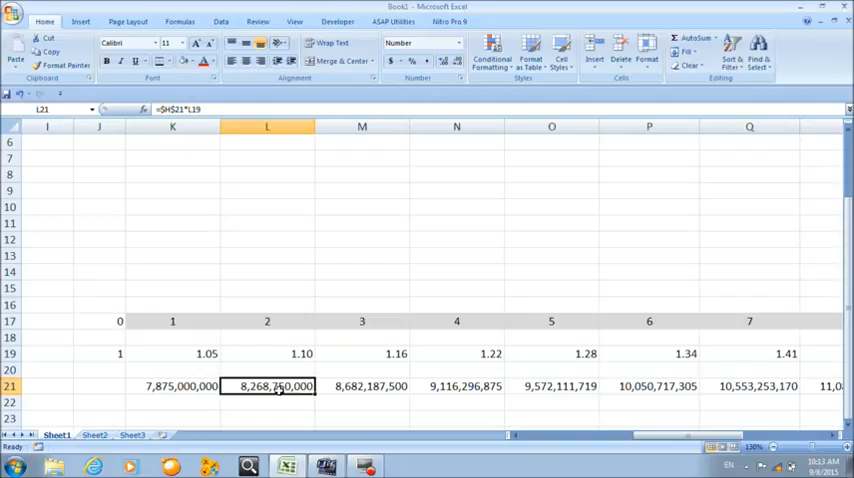 Book1 - Microsoft Excel
Home Insert Page Layout Formulas Data Review View Developer ASAP Utilities Nitro Pro 9
Paste
Cut
Copy
Format Painter
Clipboard
Calibri 11
B I U
Font
Wrap Text
Merge & Center
Alignment
Number
$ % ,
Number
Conditional Formatting
Format as Table
Cell Styles
Styles
Insert Delete Format
Cells
AutoSum
Fill
Clear
Sort & Filter
Find & Select
Editing
L21 fx =$H$21*L19
I J K L M N O P Q
6
7
8
9
10
11
12
13
14
15
16
17 0 1 2 3 4 5 6 7
18
19 1 1.05 1.10 1.16 1.22 1.28 1.34 1.41
20
21 7,875,000,000 8,268,750,000 8,682,187,500 9,116,296,875 9,572,111,719 10,050,717,305 10,553,253,170
22
23
Sheet1 Sheet2 Sheet3
Ready 130%
EN 10:13 AM
9/8/2015